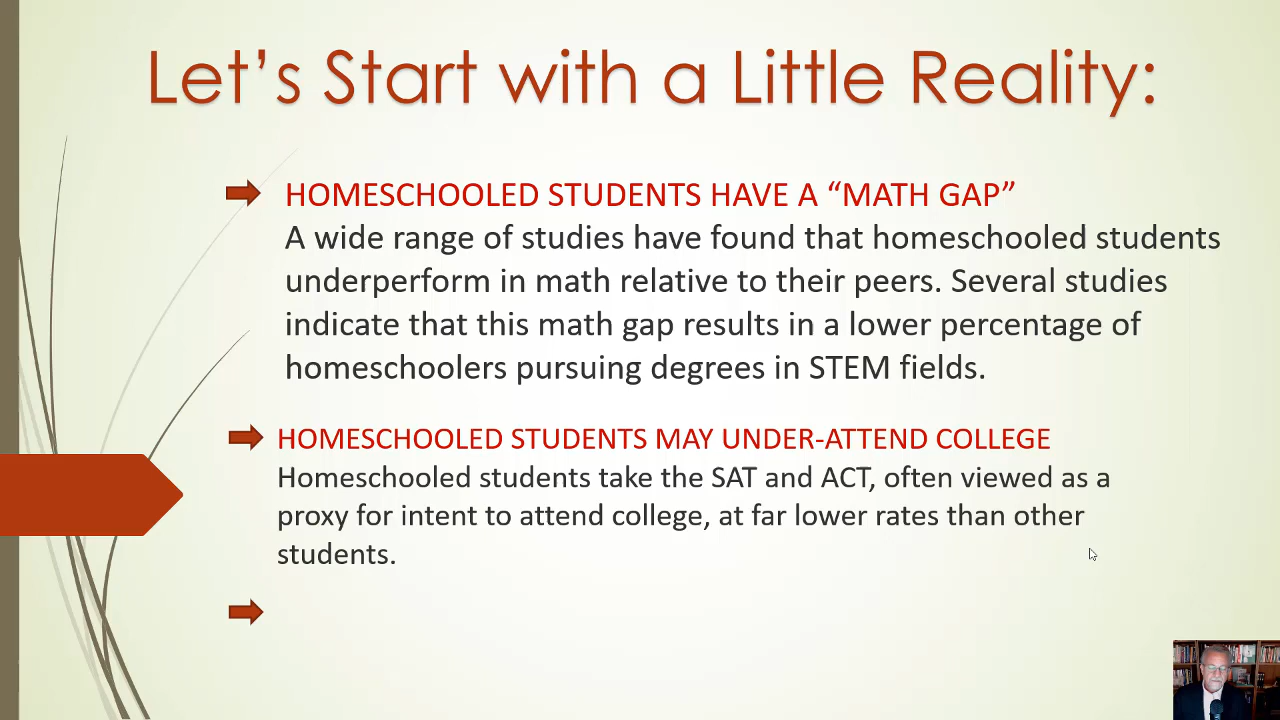 Let’s Start with a Little Reality:
HOMESCHOOLED STUDENTS HAVE A “MATH GAP”
A wide range of studies have found that homeschooled students
underperform in math relative to their peers. Several studies
indicate that this math gap results in a lower percentage of
homeschoolers pursuing degrees in STEM fields.
HOMESCHOOLED STUDENTS MAY UNDER-ATTEND COLLEGE
Homeschooled students take the SAT and ACT, often viewed as a
proxy for intent to attend college, at far lower rates than other
students.